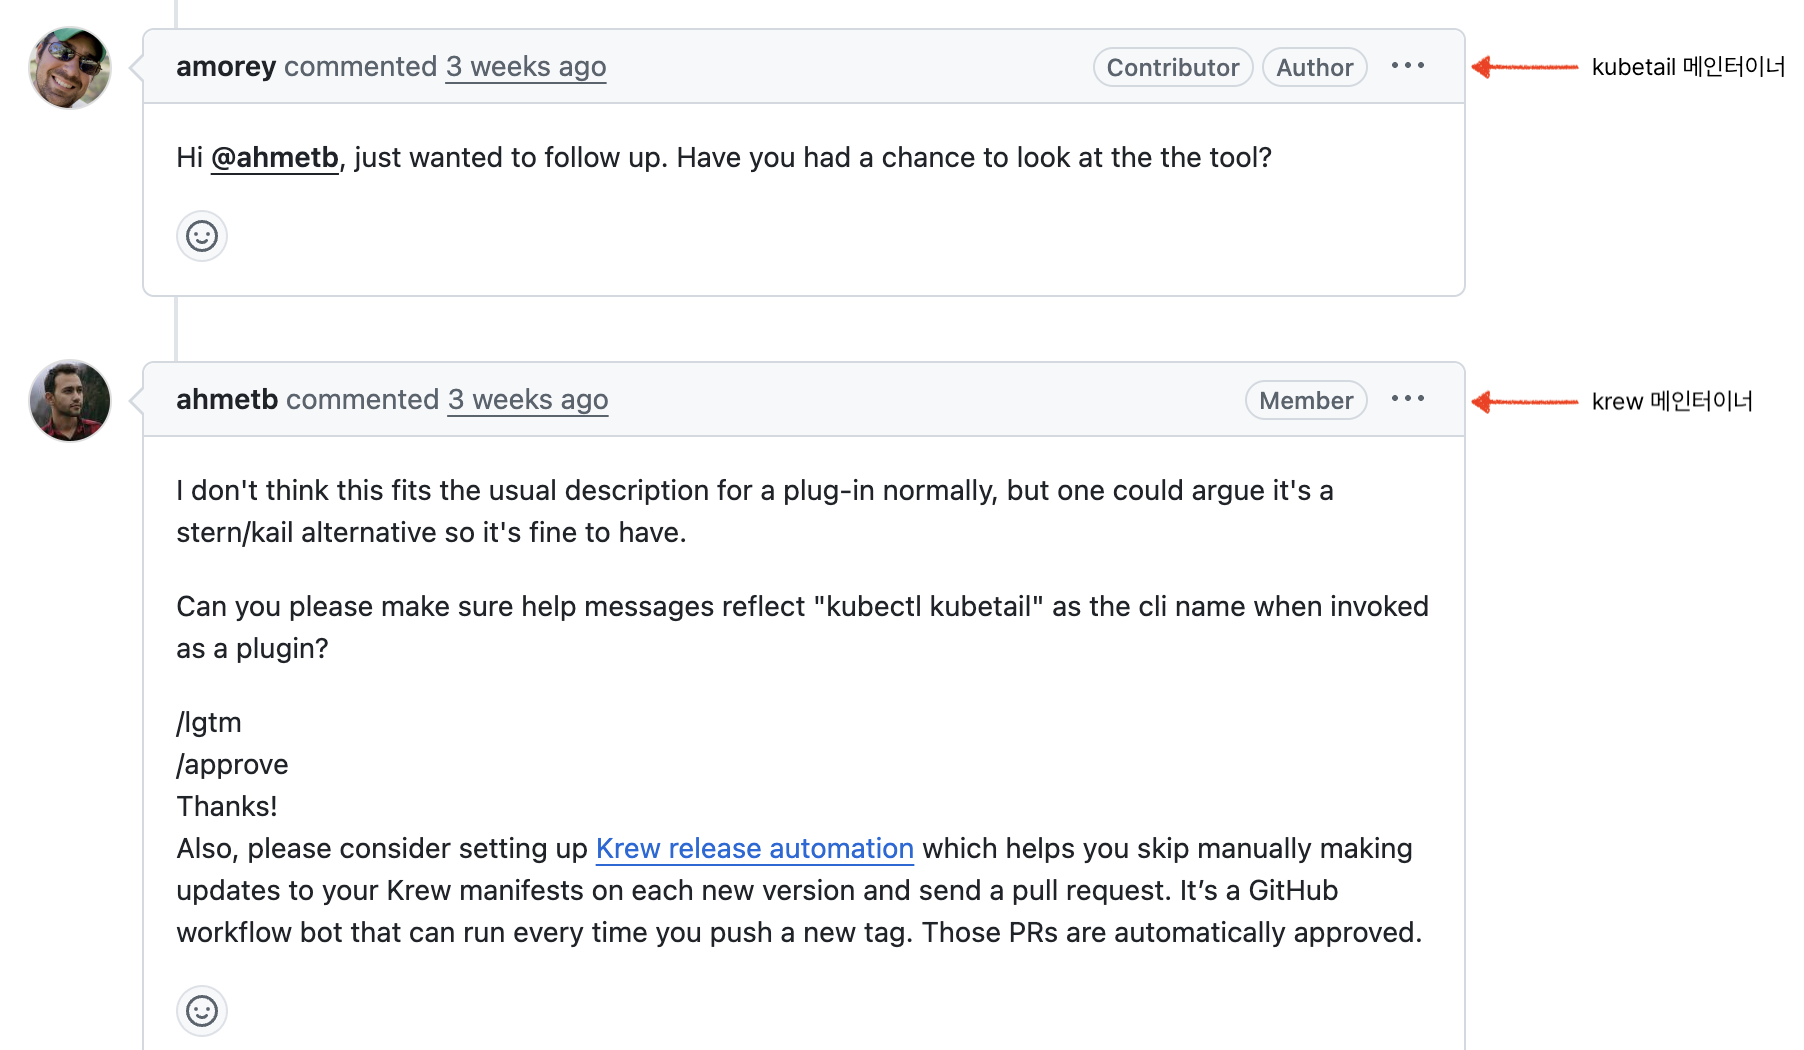 amorey commented 3 weeks ago Contributor Author ··· kubetail 메인터이너
Hi @ahmetb, just wanted to follow up. Have you had a chance to look at the the tool?
ahmetb commented 3 weeks ago Member ··· krew 메인터이너
I don't think this fits the usual description for a plug-in normally, but one could argue it's a
stern/kail alternative so it's fine to have.
Can you please make sure help messages reflect "kubectl kubetail" as the cli name when invoked
as a plugin?
/lgtm
/approve
Thanks!
Also, please consider setting up Krew release automation which helps you skip manually making
updates to your Krew manifests on each new version and send a pull request. It’s a GitHub
workflow bot that can run every time you push a new tag. Those PRs are automatically approved.